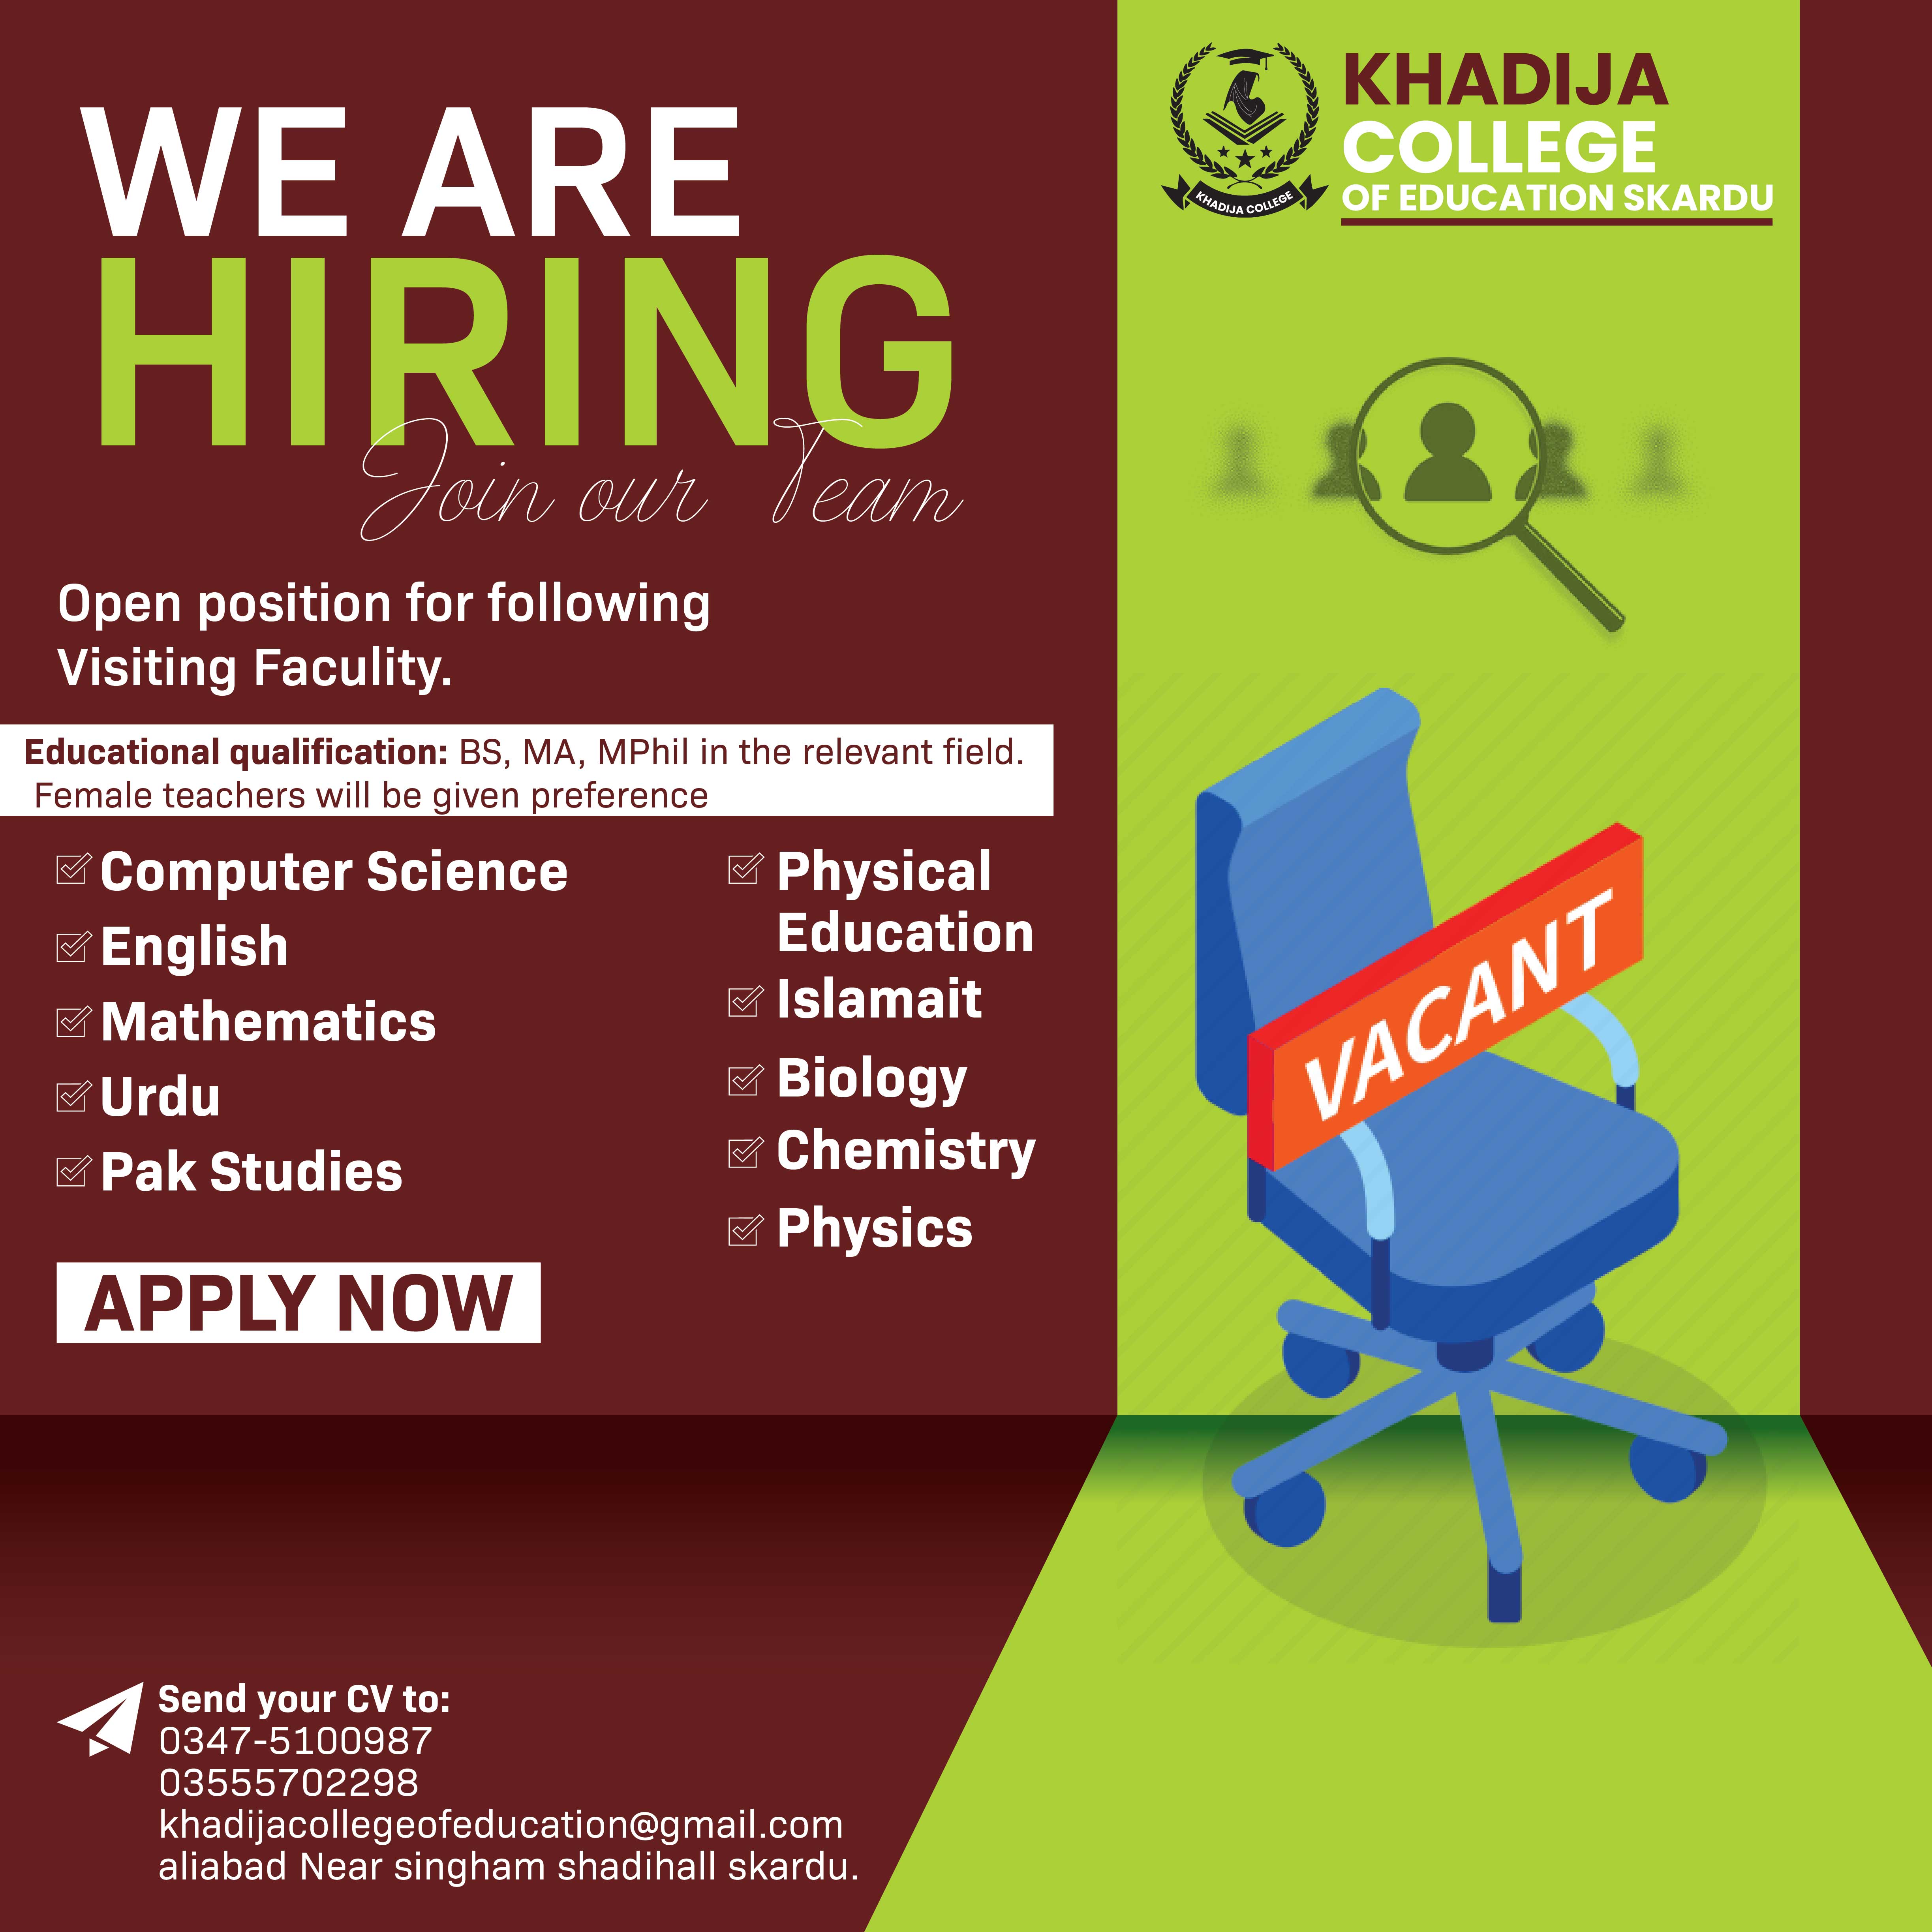 WE ARE
HIRING
Join our Team
Open position for following
Visiting Faculity.
Educational qualification: BS, MA, MPhil in the relevant field.
Female teachers will be given preference
Computer Science
English
Mathematics
Urdu
Pak Studies
Physical
Education
Islamait
Biology
Chemistry
Physics
APPLY NOW
Send your CV to:
0347-5100987
03555702298
khadijacollegeofeducation@gmail.com
aliabad Near singham shadihall skardu.
KHADIJA COLLEGE
KHADIJA
COLLEGE
OF EDUCATION SKARDU
VACANT